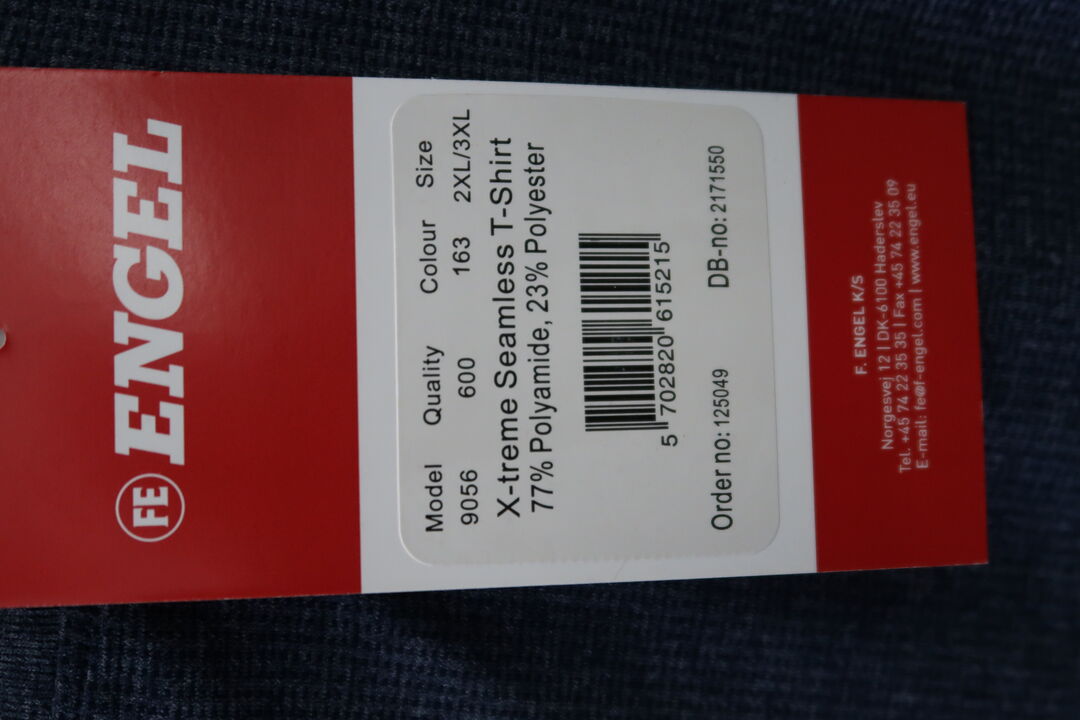 FE ENGEL
Model Quality Colour Size
9056 600 163 2XL/3XL
X-treme Seamless T-Shirt
77% Polyamide, 23% Polyester
5 702820 615215
Order no: 125049 DB-no: 2171550
F. ENGEL K/S
Norgesvej 12 | DK-6100 Haderslev
Tel. +45 74 22 35 35 | Fax +45 74 22 35 09
E-mail: fe@f-engel.com | www.engel.eu